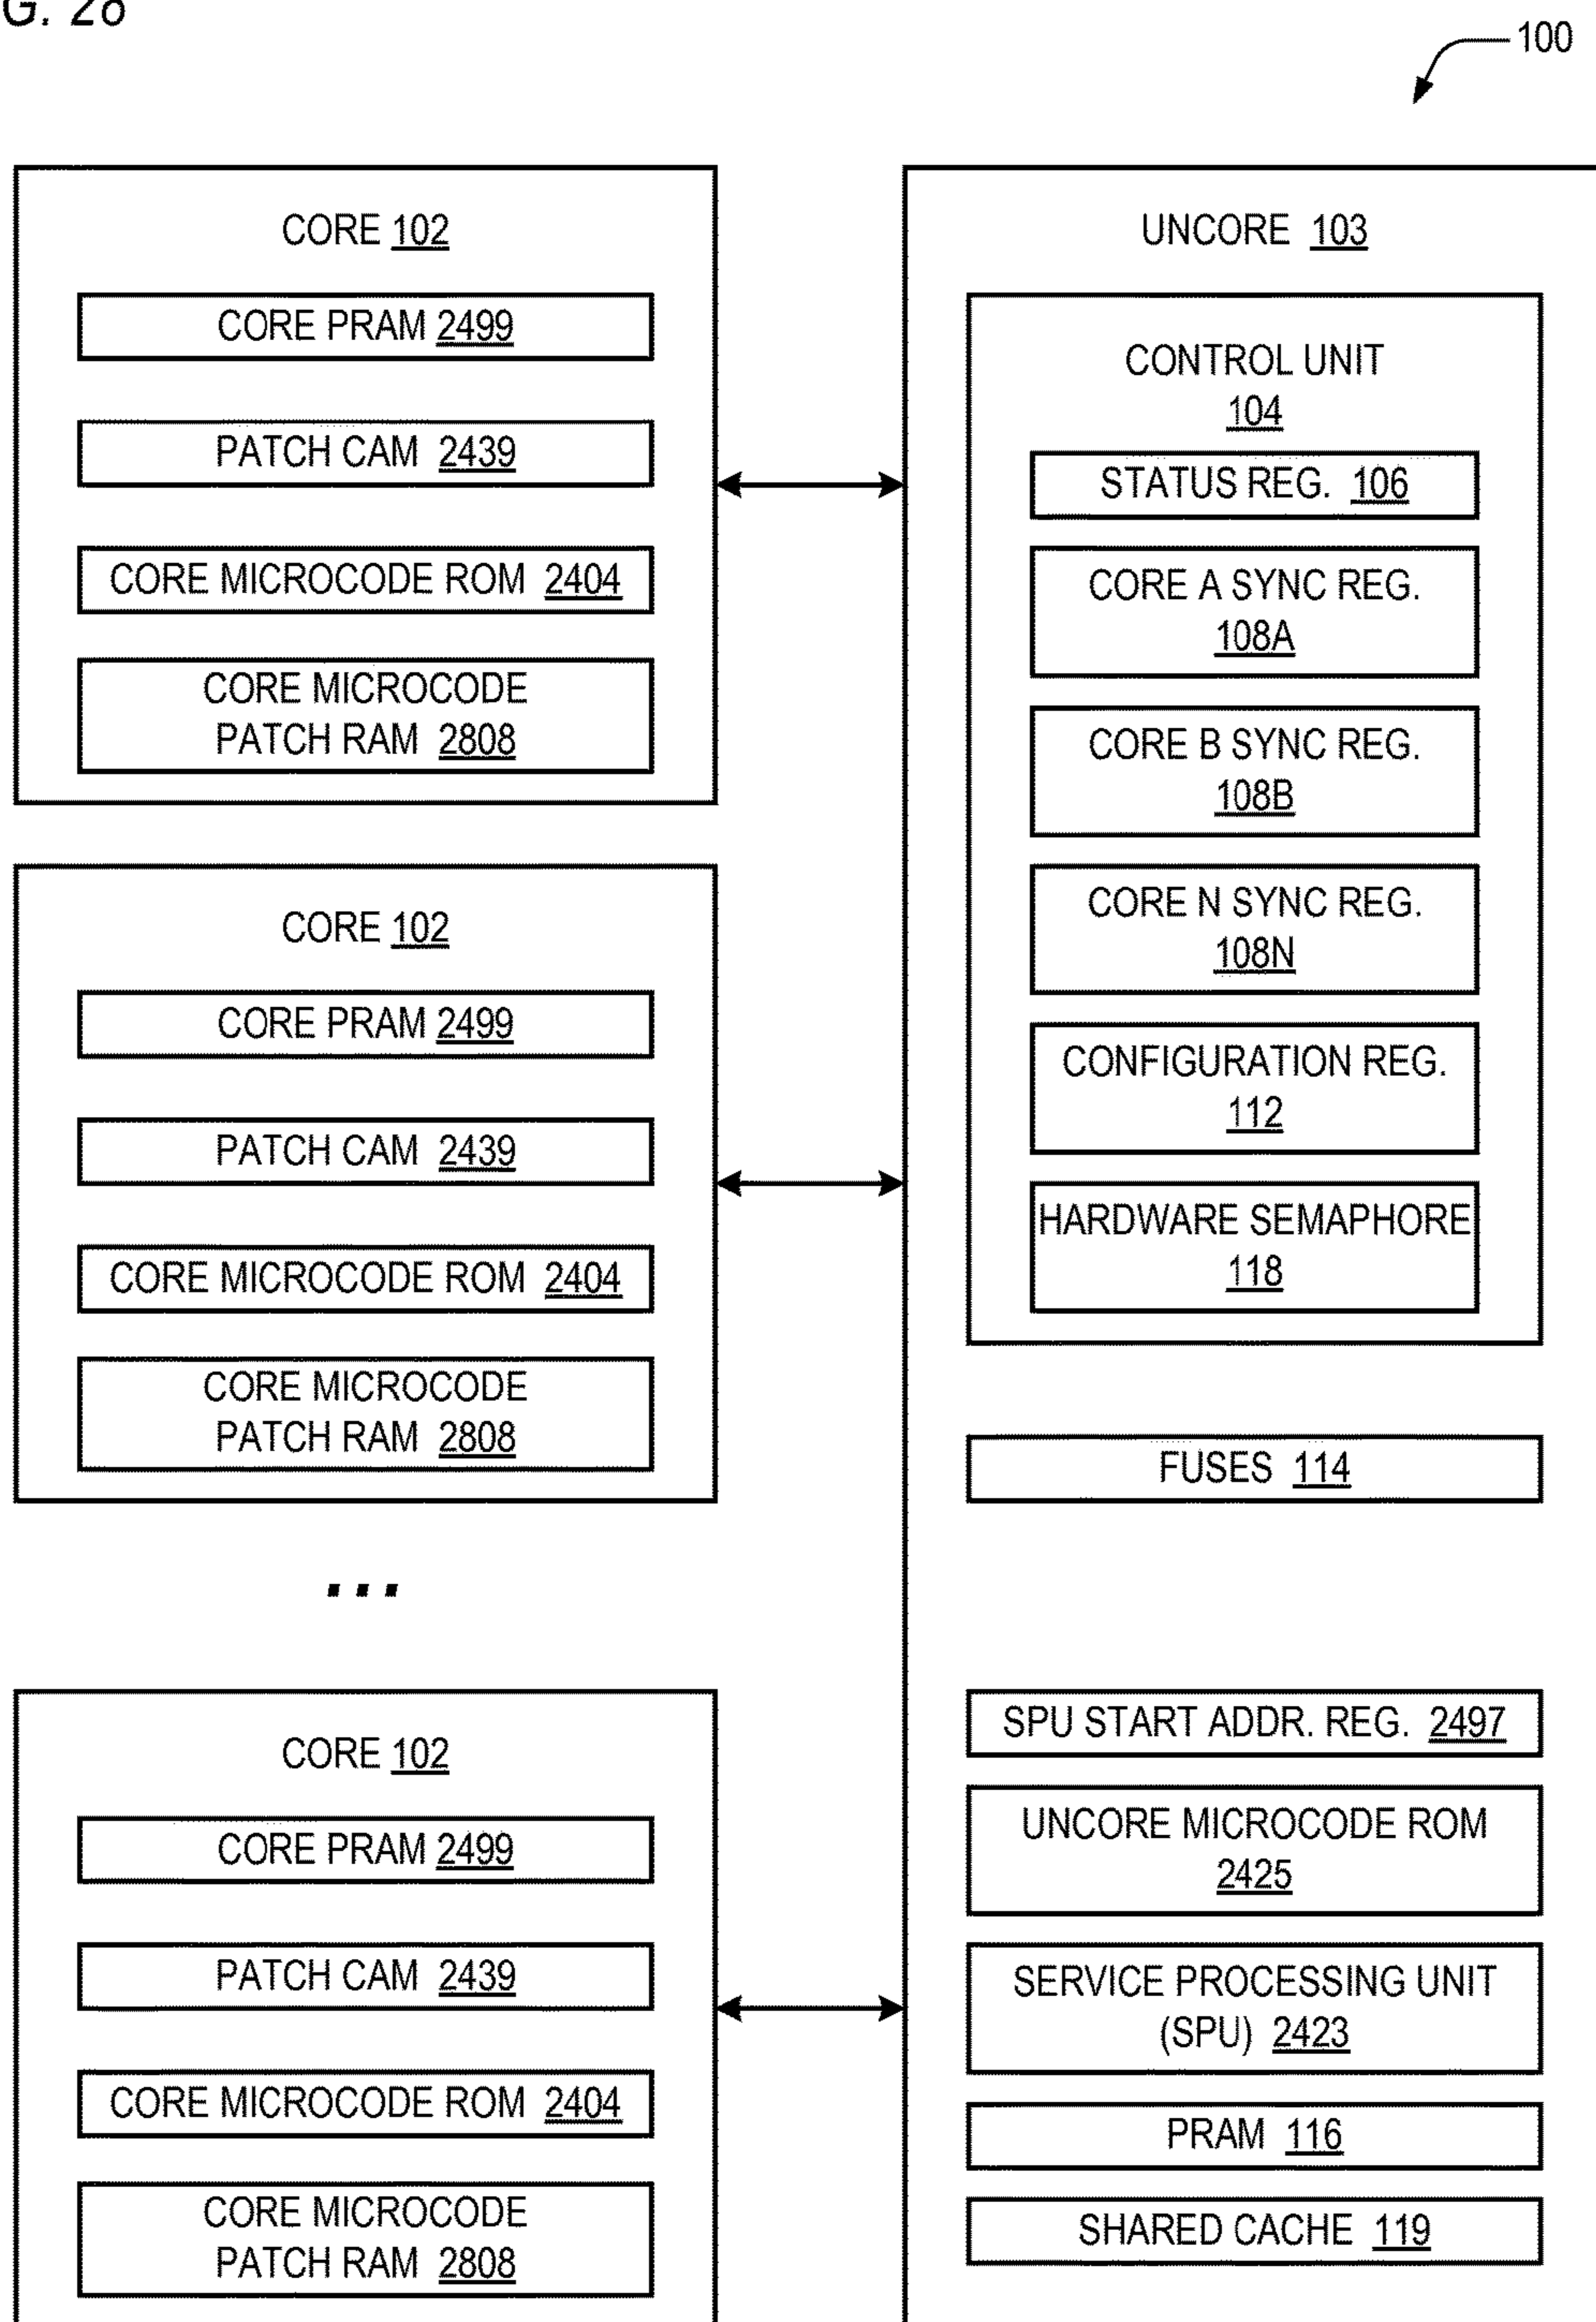 G. 28
100
CORE 102
CORE PRAM 2499
PATCH CAM 2439
CORE MICROCODE ROM 2404
CORE MICROCODE
PATCH RAM 2808
CORE 102
CORE PRAM 2499
PATCH CAM 2439
CORE MICROCODE ROM 2404
CORE MICROCODE
PATCH RAM 2808
...
CORE 102
CORE PRAM 2499
PATCH CAM 2439
CORE MICROCODE ROM 2404
CORE MICROCODE
PATCH RAM 2808
UNCORE 103
CONTROL UNIT
104
STATUS REG. 106
CORE A SYNC REG.
108A
CORE B SYNC REG.
108B
CORE N SYNC REG.
108N
CONFIGURATION REG.
112
HARDWARE SEMAPHORE
118
FUSES 114
SPU START ADDR. REG. 2497
UNCORE MICROCODE ROM
2425
SERVICE PROCESSING UNIT
(SPU) 2423
PRAM 116
SHARED CACHE 119